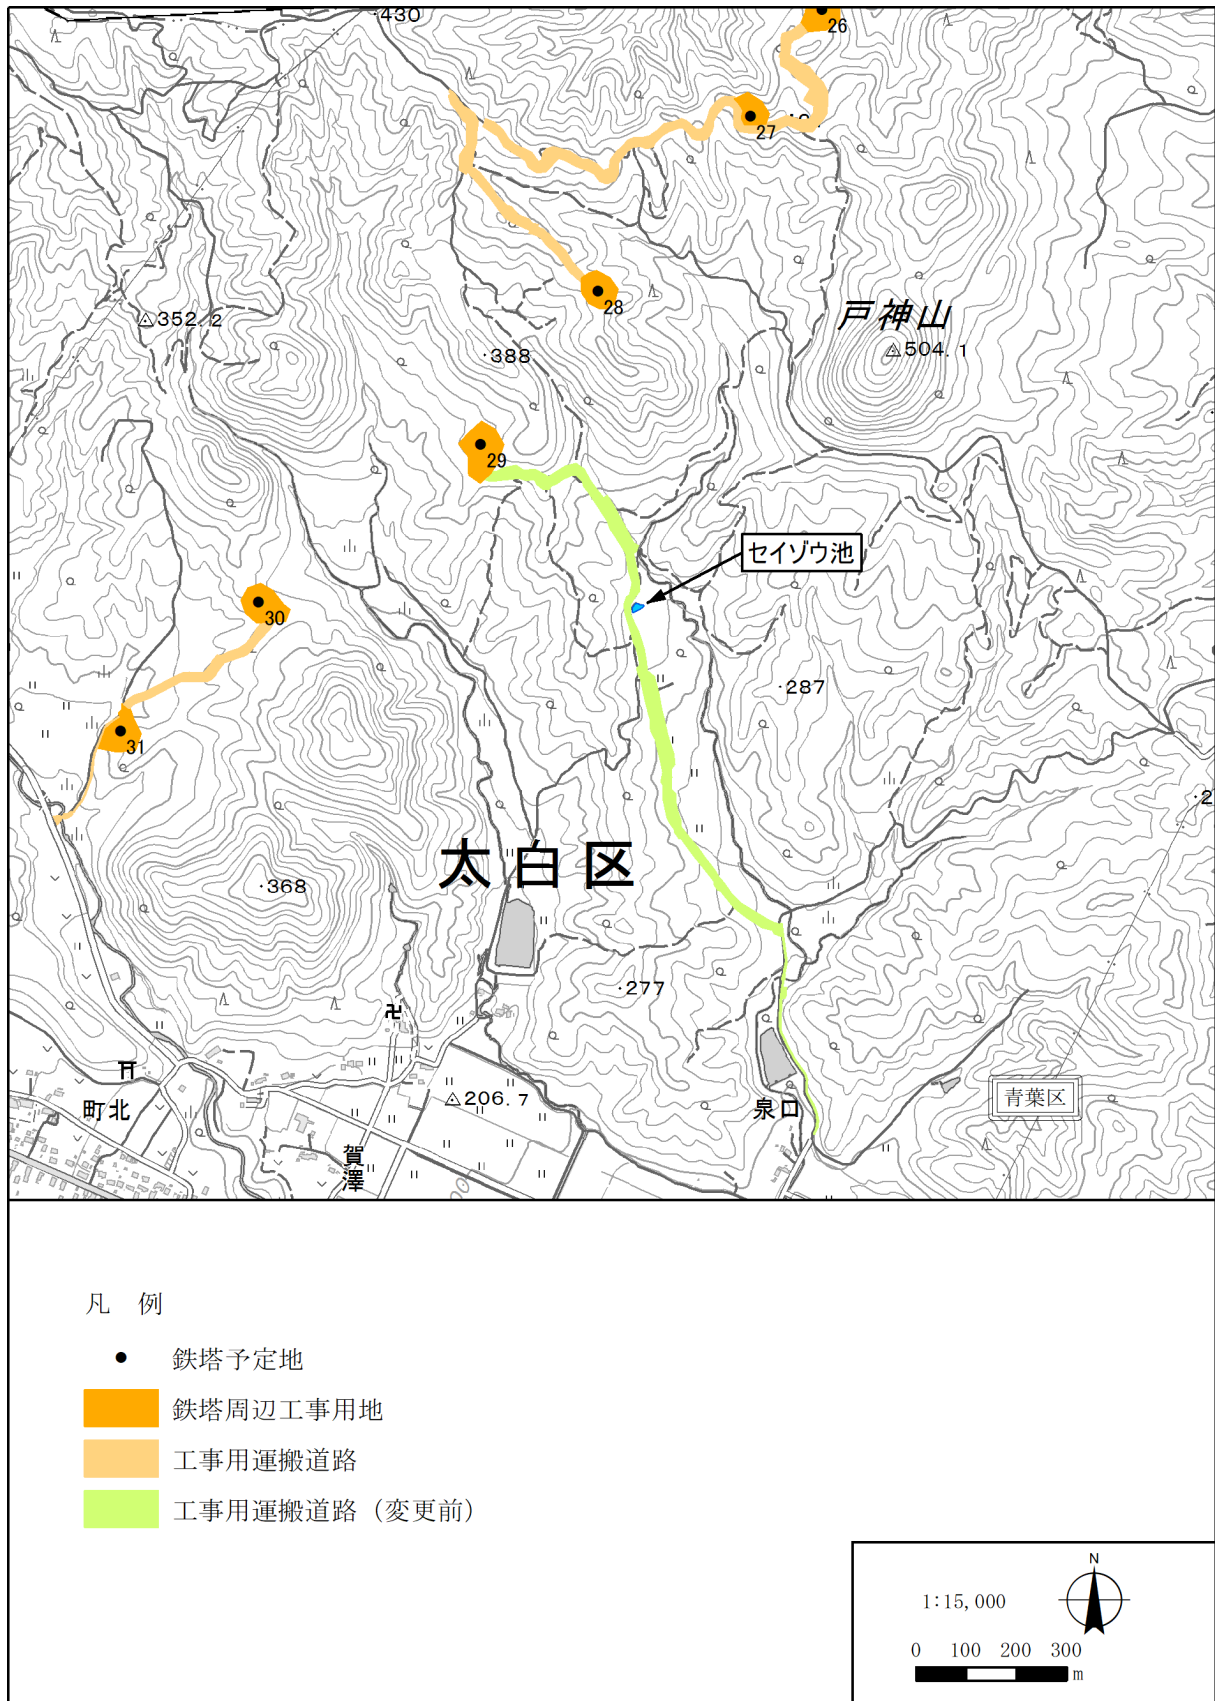 430
26
27
28
戸神山
504.1
352.2
388
29
セイゾウ池
30
287
31
太白区
368
277
206.7
町北
賀澤
泉口
青葉区
凡 例
鉄塔予定地
鉄塔周辺工事用地
工事用運搬道路
工事用運搬道路（変更前）
N
1:15,000
0 100 200 300
m